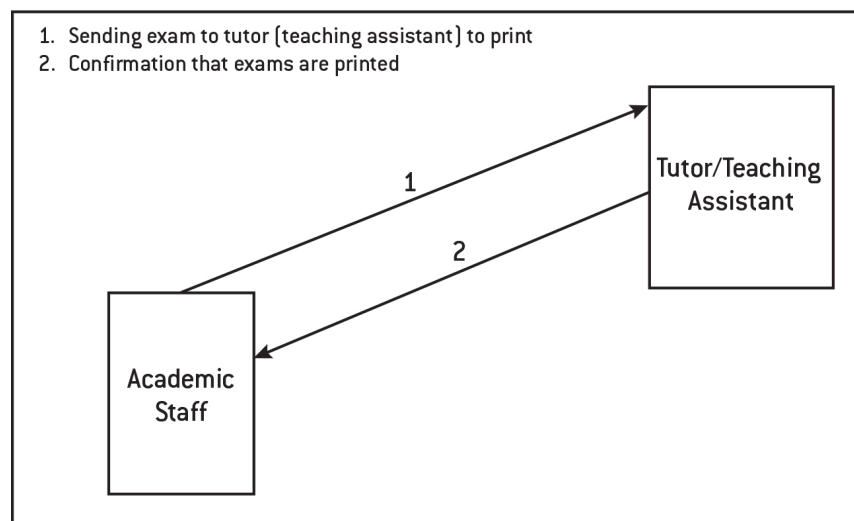 1. Sending exam to tutor (teaching assistant) to print
2. Confirmation that exams are printed
Tutor/Teaching
Assistant
1
2
Academic
Staff